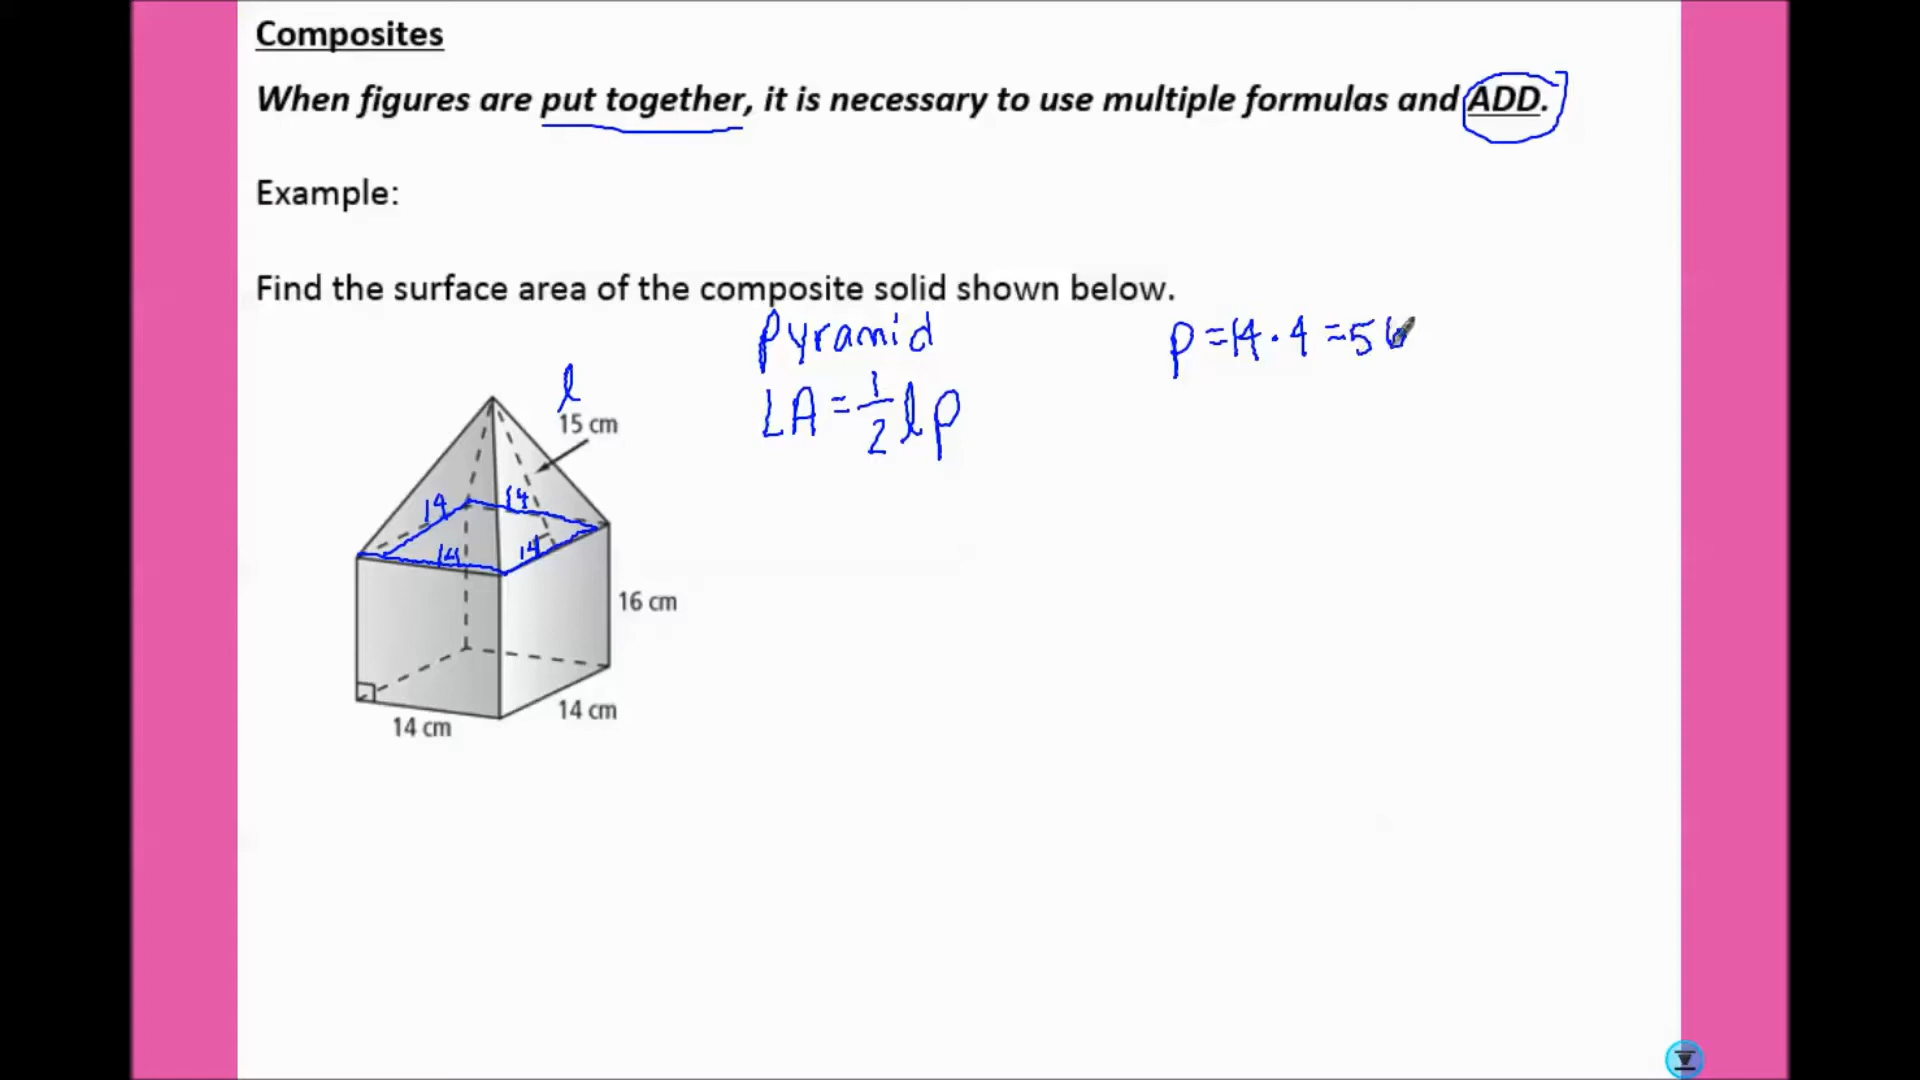 Composites
When figures are put together, it is necessary to use multiple formulas and ADD.
Example:
Find the surface area of the composite solid shown below.
Pyramid
P = 14 · 4 = 56
l
LA = 1/2 l p
15 cm
14 14
14 14
16 cm
14 cm
14 cm